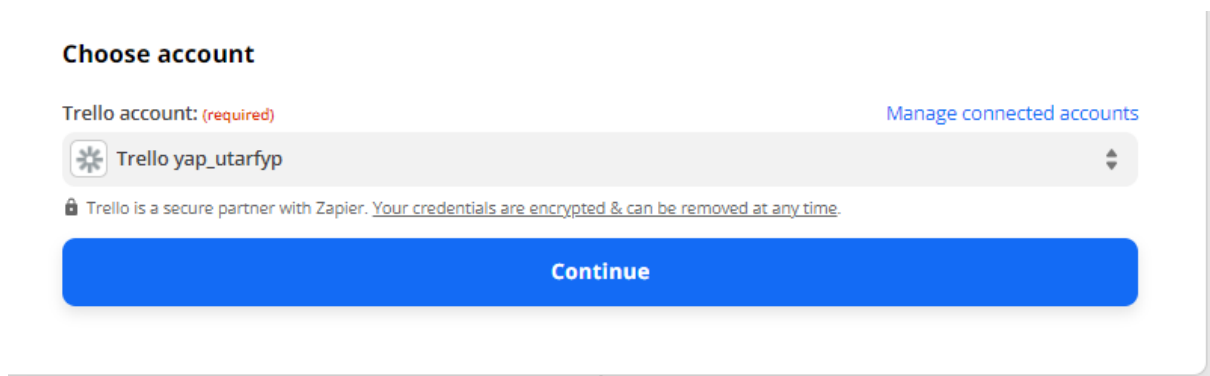 Choose account
Trello account: (required)
Manage connected accounts
Trello yap_utarfyp
Trello is a secure partner with Zapier. Your credentials are encrypted & can be removed at any time.
Continue